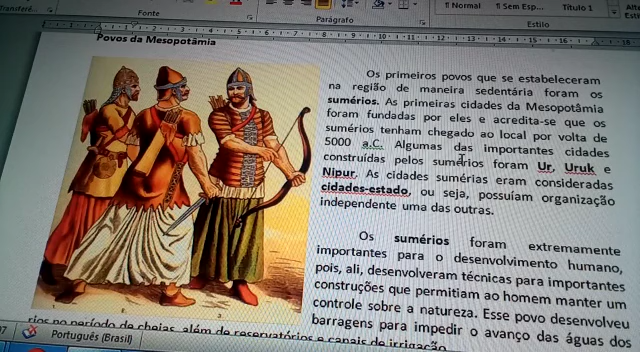 Fonte
Parágrafo
Estilo
¶ Normal
¶ Sem Esp...
Título 1
Povos da Mesopotâmia
Os primeiros povos que se estabeleceram
na região de maneira sedentária foram os
sumérios. As primeiras cidades da Mesopotâmia
foram fundadas por eles e acredita-se que os
sumérios tenham chegado ao local por volta de
5000 a.C. Algumas das importantes cidades
construídas pelos sumérios foram Ur, Uruk e
Nipur. As cidades sumérias eram consideradas
cidades-estado, ou seja, possuíam organização
independente uma das outras.
Os sumérios foram extremamente
importantes para o desenvolvimento humano,
pois, ali, desenvolveram técnicas para importantes
construções que permitiam ao homem manter um
controle sobre a natureza. Esse povo desenvolveu
barragens para impedir o avanço das águas dos
rios no período de cheias, além de reservatórios e canais de irrigação
Português (Brasil)